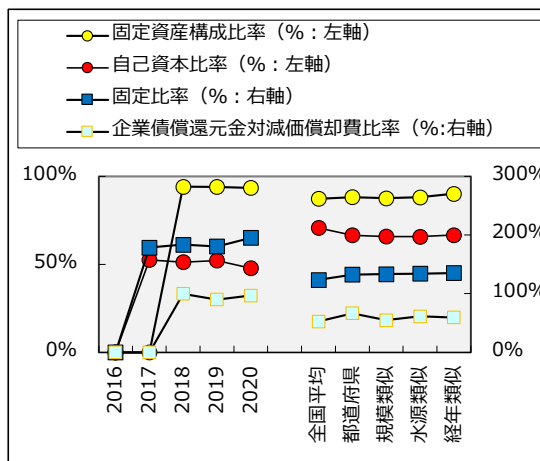 固定資産構成比率（%：左軸）
自己資本比率（%：左軸）
固定比率（%：右軸）
企業債償還元金対減価償却費比率（%:右軸）
100%
50%
0%
300%
200%
100%
0%
2016
2017
2018
2019
2020
全国平均
都道府県
規模類似
水源類似
経年類似